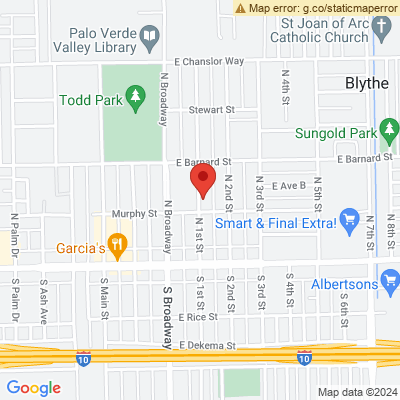 Map error: g.co/staticmaperror
Palo Verde
Valley Library
St Joan of Arc
Catholic Church
E Chanslor Way
N 4th St
Blythe
Todd Park
N Broadway
Stewart St
Sungold Park
E Barnard St
E Barnard St
E Ave B
N 2nd St
N 3rd St
N 5th St
N Palm Dr
Murphy St
N Broadway
N 1st St
Smart & Final Extra!
N 7th St
N 8th St
Garcia's
S Palm Dr
S Ash Ave
S Main St
S Broadway
S 1st St
S 2nd St
S 3rd St
S 4th St
Albertsons
S 6th St
E Rice St
E Dekema St
10
10
Google
Map data ©2024